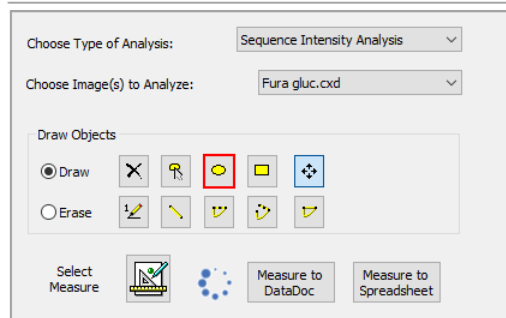 Choose Type of Analysis: Sequence Intensity Analysis
Choose Image(s) to Analyze: Fura gluc.cxd
Draw Objects
Draw
Erase
1
Select
Measure
Measure to
DataDoc
Measure to
Spreadsheet